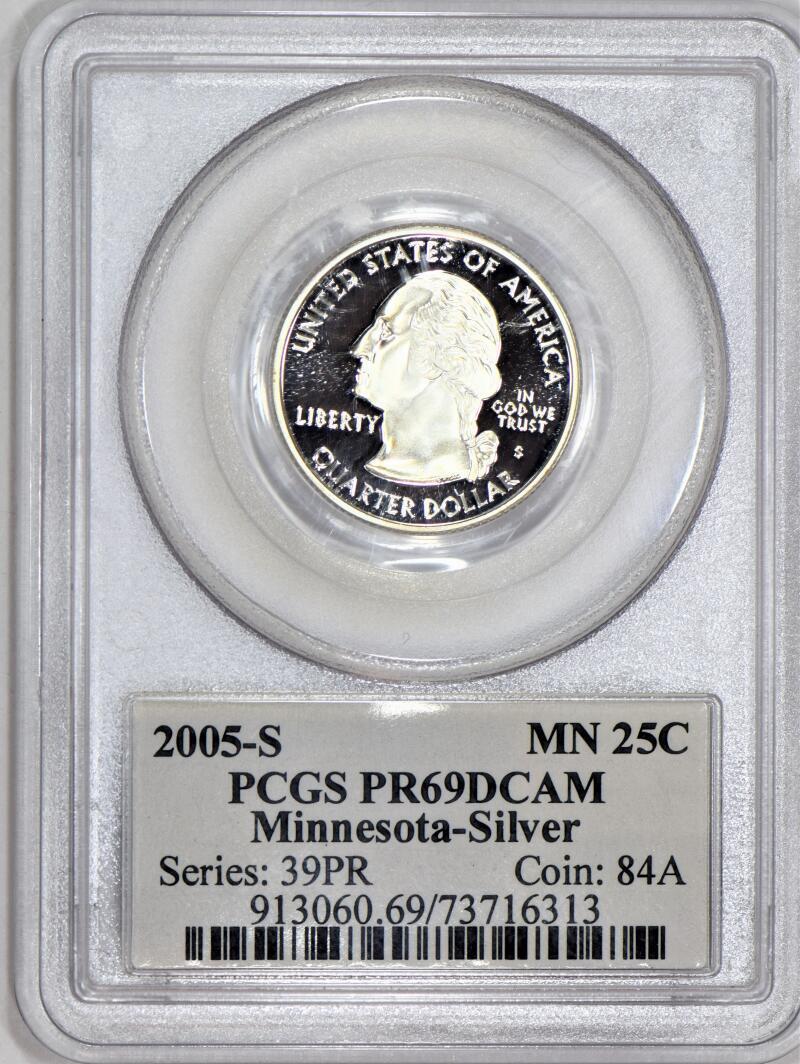 UNITED STATES OF AMERICA
LIBERTY
IN
GOD WE
TRUST
S
QUARTER DOLLAR
2005-S MN 25C
PCGS PR69DCAM
Minnesota-Silver
Series: 39PR Coin: 84A
913060.69/73716313